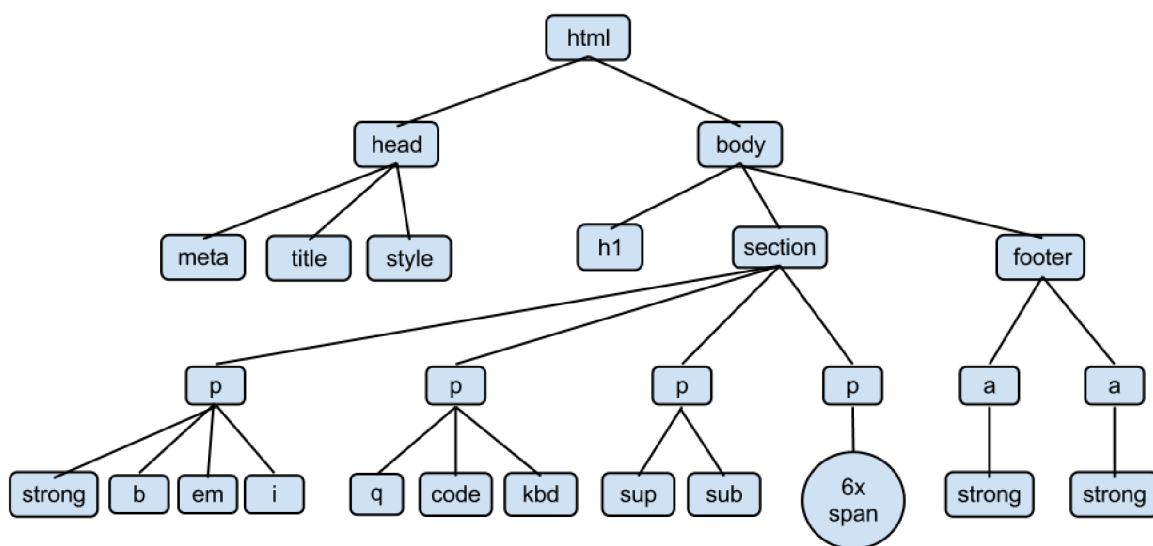 html
head
body
meta
title
style
h1
section
footer
p
p
p
p
a
a
strong
b
em
i
q
code
kbd
sup
sub
6x
span
strong
strong